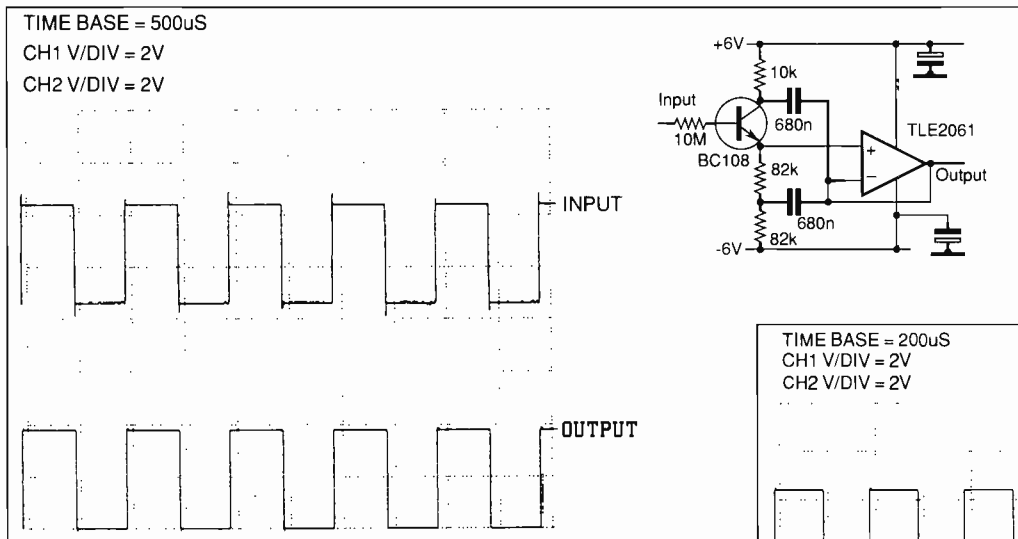 TIME BASE = 500uS
CH1 V/DIV = 2V
CH2 V/DIV = 2V
INPUT
OUTPUT
+6V
10k
Input
680n
10M
TLE2061
BC108
+
82k
−
Output
680n
82k
-6V
TIME BASE = 200uS
CH1 V/DIV = 2V
CH2 V/DIV = 2V